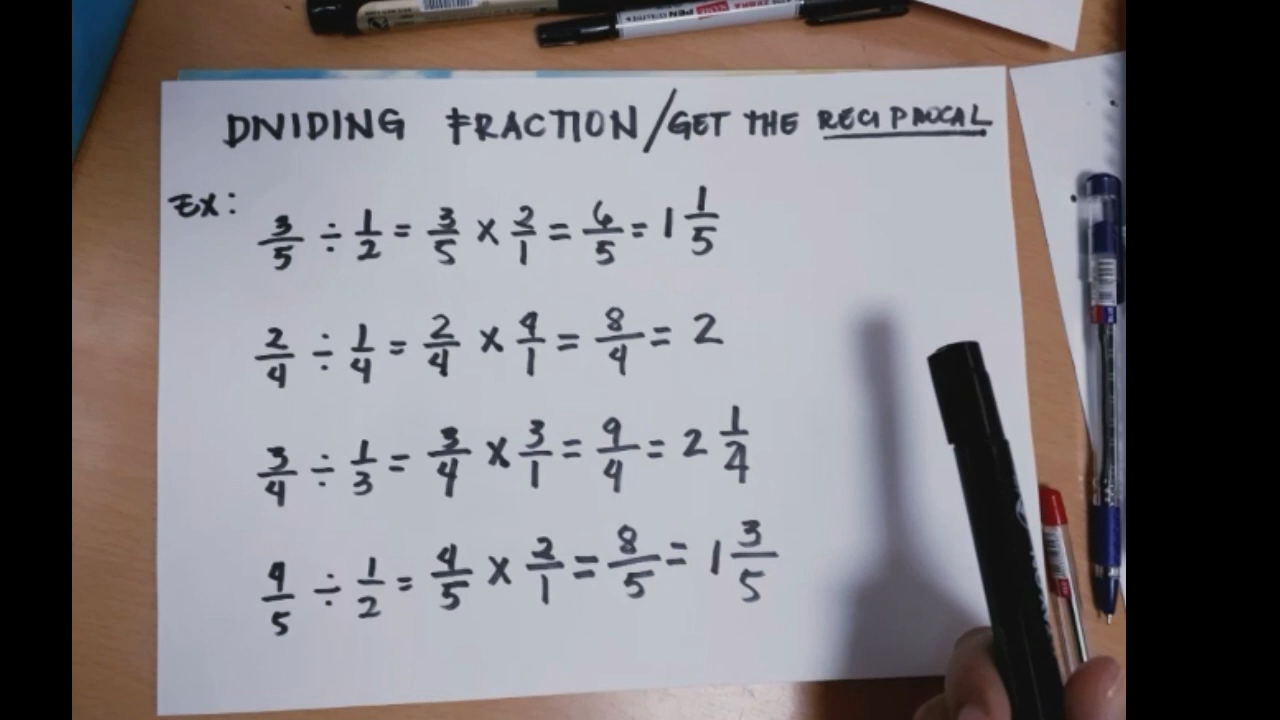 DIVIDING FRACTION/GET THE RECIPROCAL
Ex:
3/5 ÷ 1/2 = 3/5 × 2/1 = 6/5 = 1 1/5
2/4 ÷ 1/4 = 2/4 × 4/1 = 8/4 = 2
3/4 ÷ 1/3 = 3/4 × 3/1 = 9/4 = 2 1/4
4/5 ÷ 1/2 = 4/5 × 2/1 = 8/5 = 1 3/5
PEN